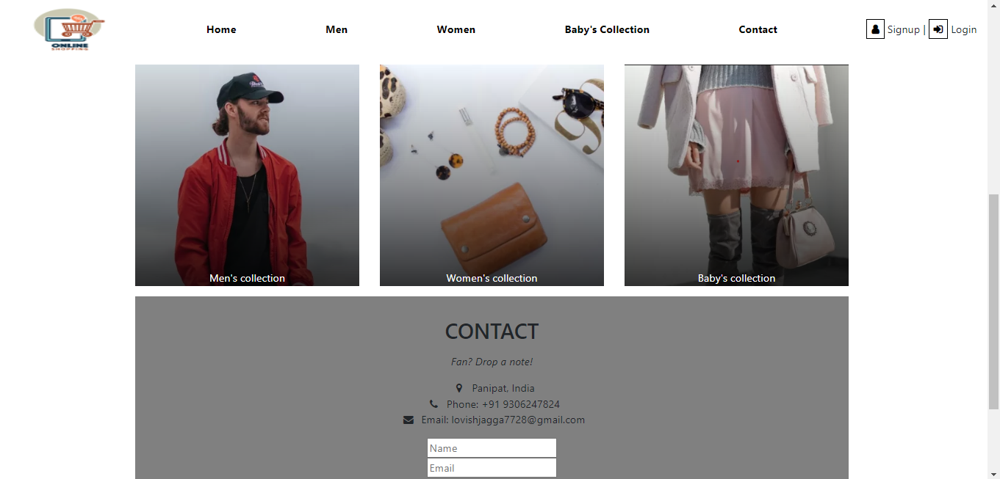 ONLINE
SHOPPING
Home
Men
Women
Baby's Collection
Contact
Signup |
Login
Men's collection
Women's collection
Baby's collection
CONTACT
Fan? Drop a note!
Panipat, India
Phone: +91 9306247824
Email: lovishjagga7728@gmail.com
Name
Email